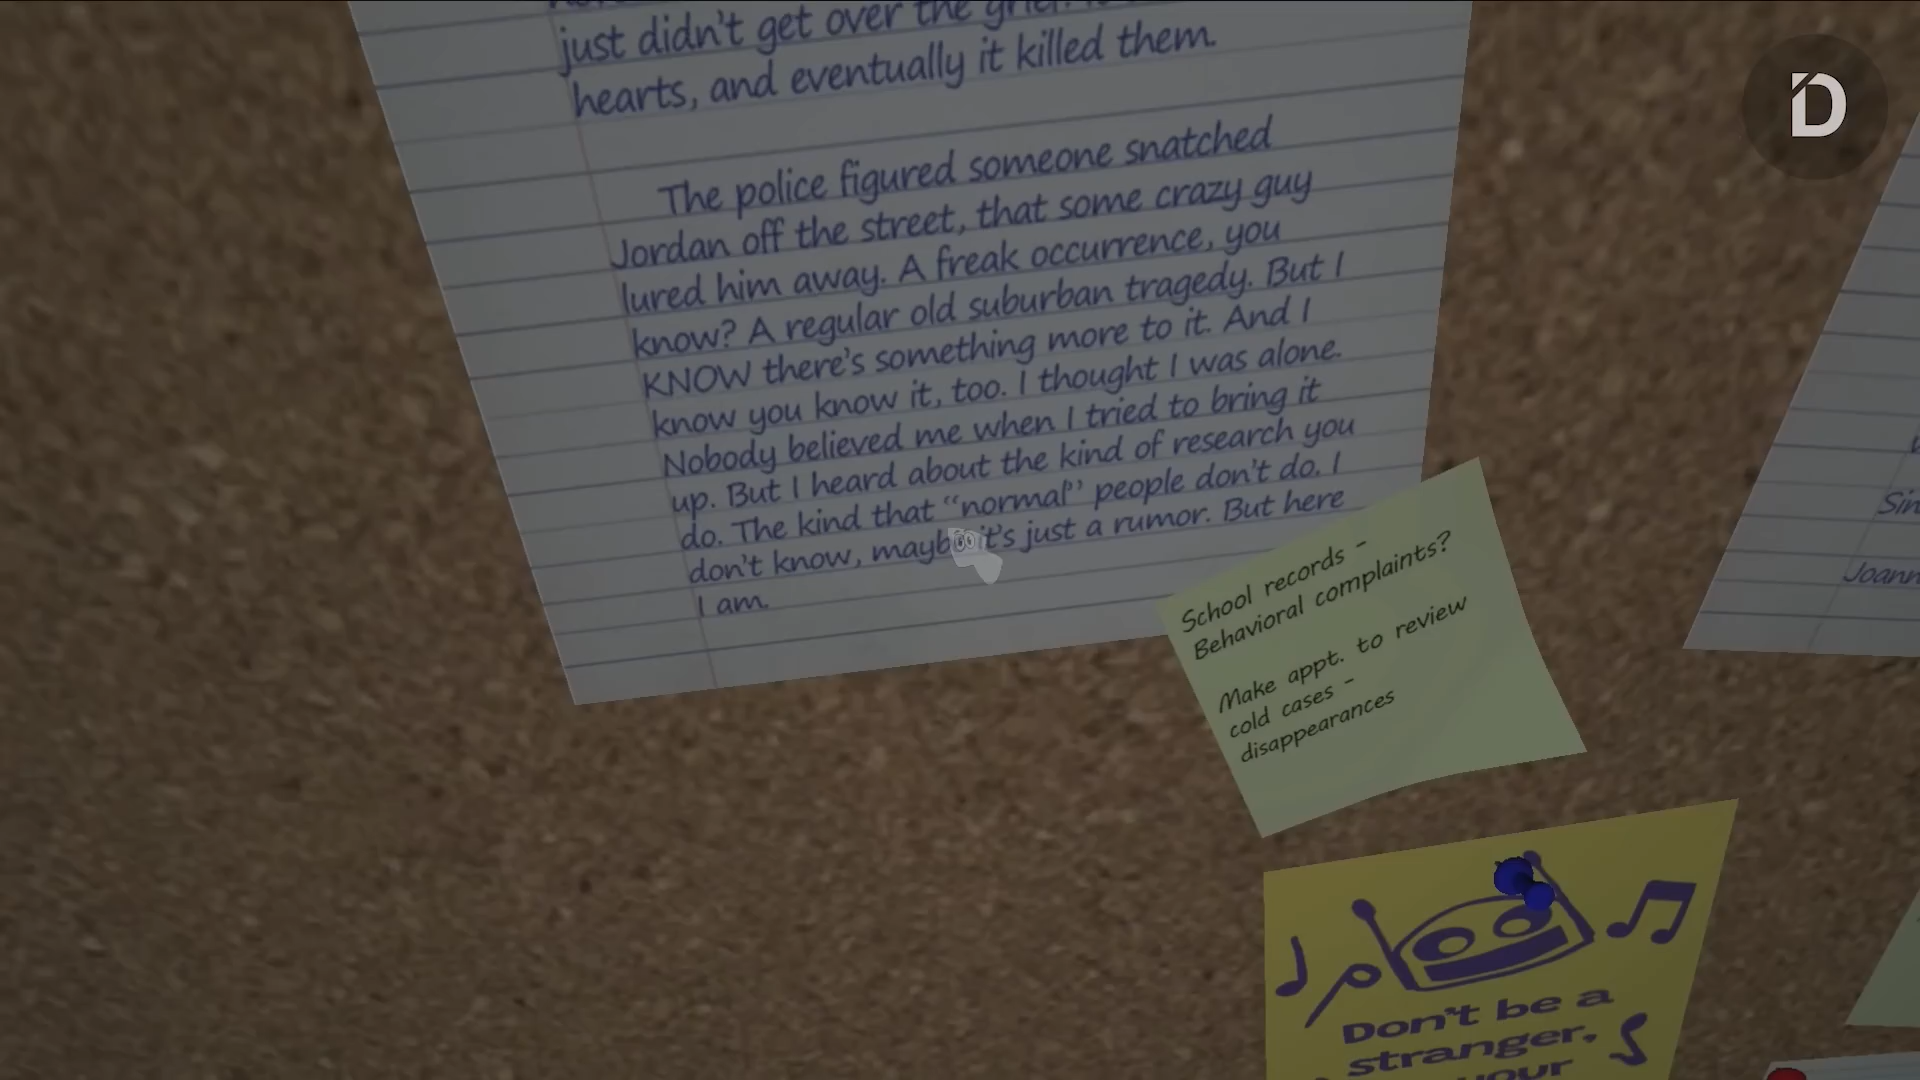 just didn't get over the
hearts, and eventually it killed them.
The police figured someone snatched
Jordan off the street, that some crazy guy
lured him away. A freak occurrence, you
know? A regular old suburban tragedy. But I
KNOW there's something more to it. And I
know you know it, too. I thought I was alone.
Nobody believed me when I tried to bring it
up. But I heard about the kind of research you
do. The kind that “normal” people don't do. I
don't know, maybe it's just a rumor. But here
I am.
School records -
Behavioral complaints?
Make appt. to review
cold cases -
disappearances
Don't be a
stranger,
your
Sin
Joann
D